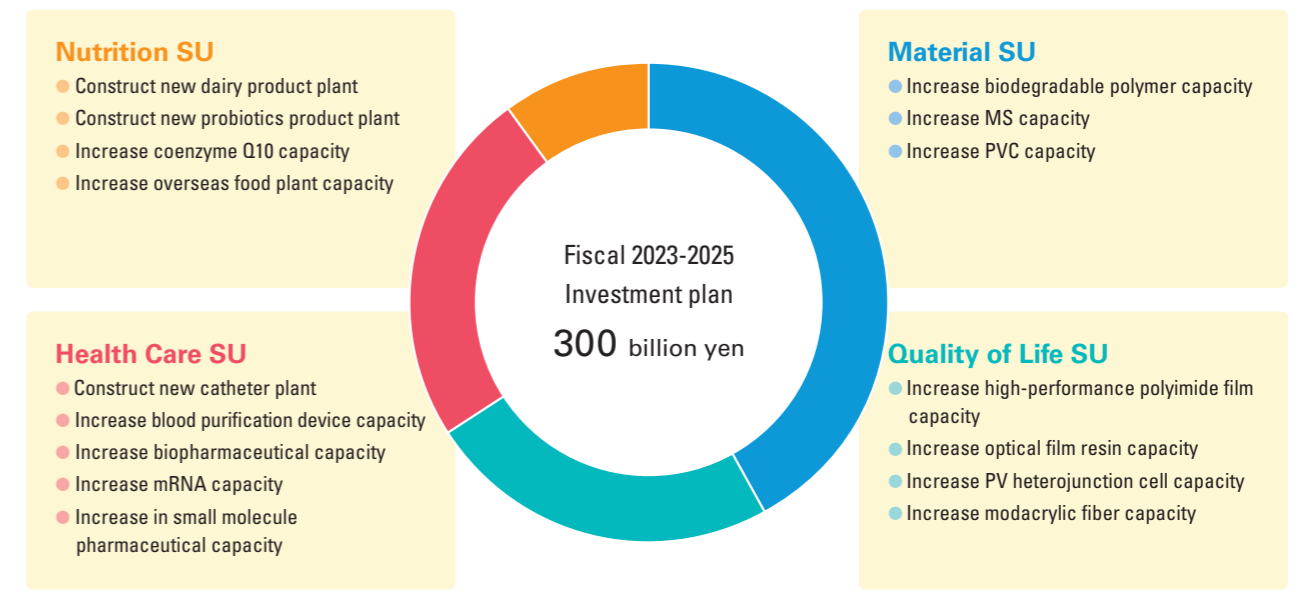 Nutrition SU
Construct new dairy product plant
Construct new probiotics product plant
Increase coenzyme Q10 capacity
Increase overseas food plant capacity
Material SU
Increase biodegradable polymer capacity
Increase MS capacity
Increase PVC capacity
Fiscal 2023-2025
Investment plan
300 billion yen
Health Care SU
Construct new catheter plant
Increase blood purification device capacity
Increase biopharmaceutical capacity
Increase mRNA capacity
Increase in small molecule
pharmaceutical capacity
Quality of Life SU
Increase high-performance polyimide film
capacity
Increase optical film resin capacity
Increase PV heterojunction cell capacity
Increase modacrylic fiber capacity